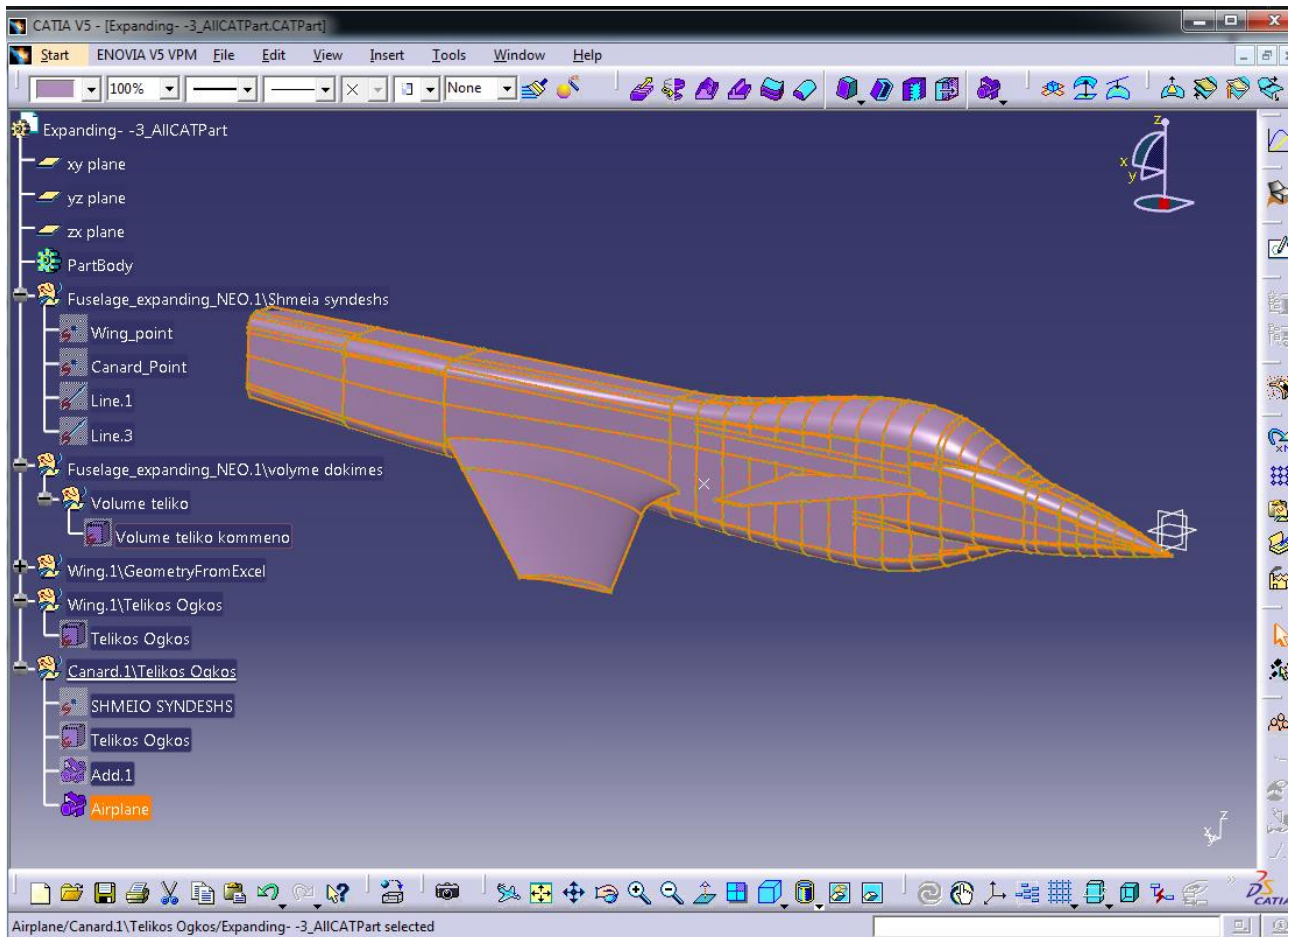 CATIA V5 - [Expanding- -3_AllCATPart.CATPart]
Start ENOVIA V5 VPM File Edit View Insert Tools Window Help
100% None
Expanding- -3_AllCATPart
xy plane
yz plane
zx plane
PartBody
Fuselage_expanding_NEO.1\Shmeia syndeshs
Wing_point
Canard_Point
Line.1
Line.3
Fuselage_expanding_NEO.1\volyme dokimes
Volume teliko
Volume teliko kommeno
Wing.1\GeometryFromExcel
Wing.1\Telikos Ogkos
Telikos Ogkos
Canard.1\Telikos Ogkos
SHMEIO SYNDESHS
Telikos Ogkos
Add.1
Airplane
z
x
y
z
x
y
CATIA
Airplane/Canard.1\Telikos Ogkos/Expanding- -3_AllCATPart selected